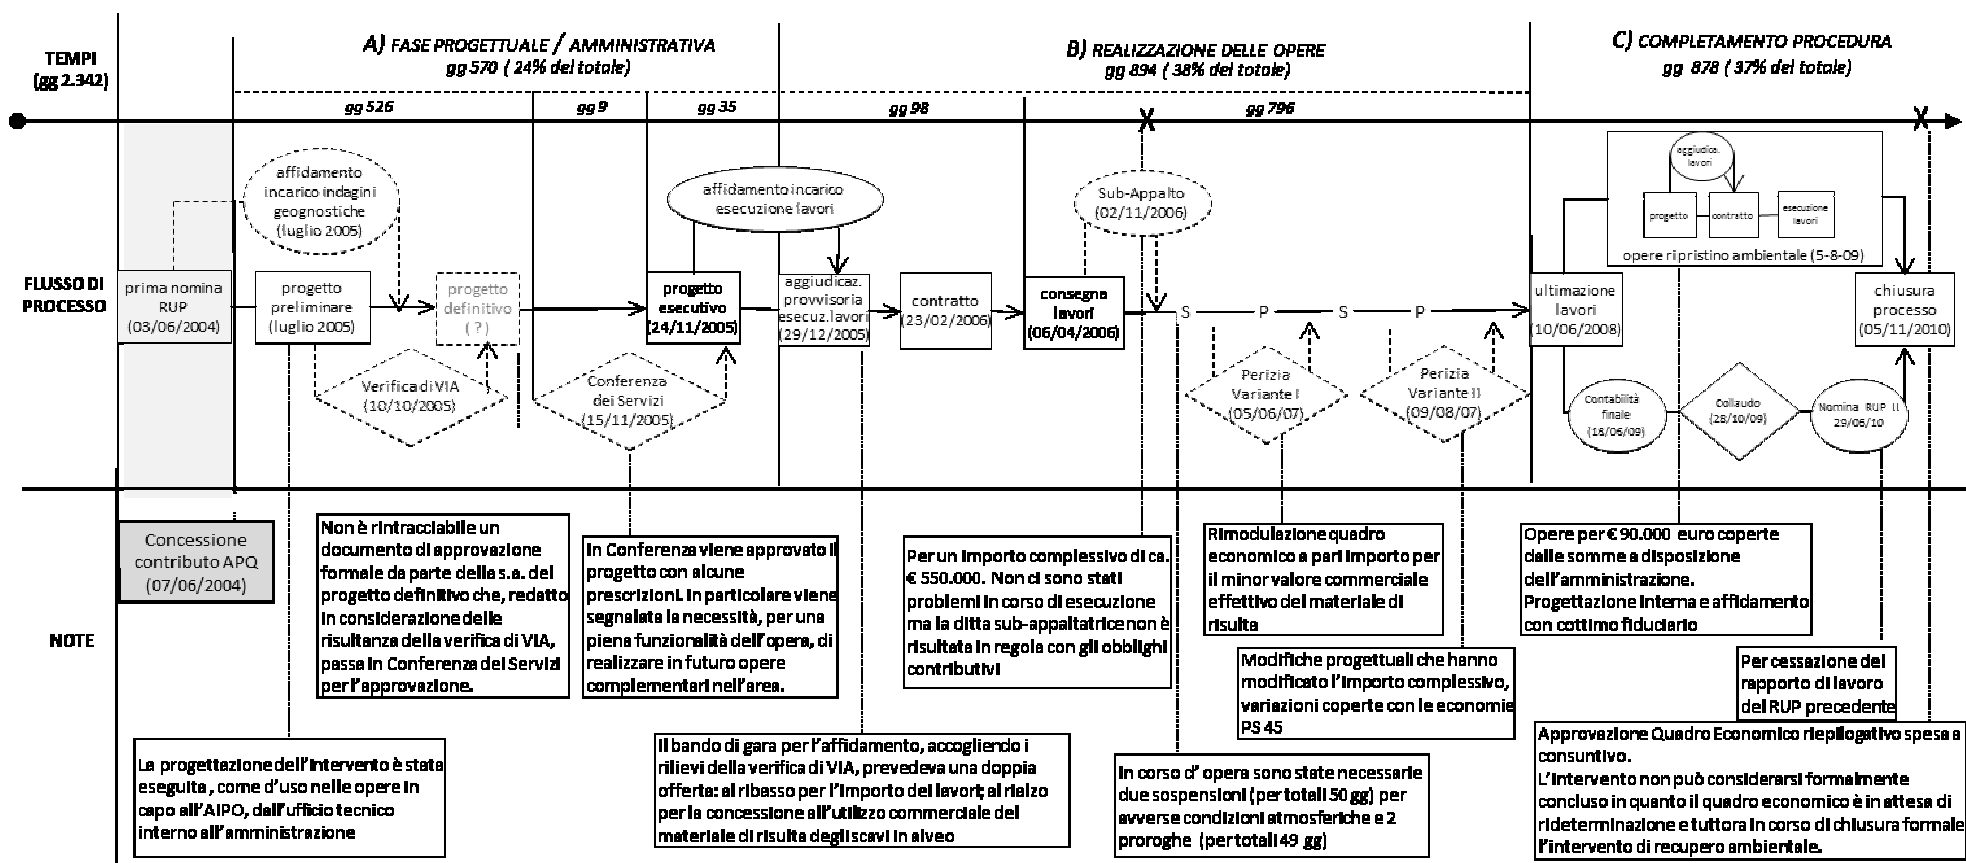 TEMPI
(gg 2.342)
A) FASE PROGETTUALE / AMMINISTRATIVA
gg 570 ( 24% del totale)
B) REALIZZAZIONE DELLE OPERE
gg 894 ( 38% del totale)
C) COMPLETAMENTO PROCEDURA
gg 878 ( 37% del totale)
gg 526
gg 9
gg 35
gg 98
gg 796
X
X
FLUSSO DI
PROCESSO
prima nomina
RUP
(03/06/2004)
affidamento
incarico indagini
geognostiche
(luglio 2005)
progetto
preliminare
(luglio 2005)
progetto
definitivo
( ? )
Verifica di VIA
(10/10/2005)
Conferenza
dei Servizi
(15/11/2005)
progetto
esecutivo
(24/11/2005)
affidamento incarico
esecuzione lavori
aggiudicaz.
provvisoria
esecuz.lavori
(29/12/2005)
contratto
(23/02/2006)
consegna
lavori
(06/04/2006)
Sub-Appalto
(02/11/2006)
S
P
S
P
Perizia
Variante I
(05/06/07)
Perizia
Variante II
(09/08/07)
ultimazione
lavori
(10/06/2008)
aggiudica.
lavori
progetto
contratto
esecuzione
lavori
opere ripristino ambientale (5-8-09)
chiusura
processo
(05/11/2010)
Contabilità
finale
(16/06/09)
Collaudo
(28/10/09)
Nomina RUP II
29/06/10
NOTE
Concessione
contributo APQ
(07/06/2004)
La progettazione dell'intervento è stata
eseguita , come d'uso nelle opere in
capo all'AIPO, dall'ufficio tecnico
interno all'amministrazione
Non è rintracciabile un
documento di approvazione
formale da parte della s.a. del
progetto definitivo che, redatto
in considerazione delle
risultanza della verifica di VIA,
passa in Conferenza dei Servizi
per l'approvazione.
In Conferenza viene approvato il
progetto con alcune
prescrizioni. In particolare viene
segnalata la necessità, per una
piena funzionalità dell'opera, di
realizzare in futuro opere
complementari nell'area.
Il bando di gara per l'affidamento, accogliendo i
rilievi della verifica di VIA, prevedeva una doppia
offerta: al ribasso per l'importo dei lavori; al rialzo
per la concessione all'utilizzo commerciale del
materiale di risulta degli scavi in alveo
Per un importo complessivo di ca.
€ 550.000. Non ci sono stati
problemi in corso di esecuzione
ma la ditta sub-appaltatrice non è
risultata in regola con gli obblighi
contributivi
In corso d' opera sono state necessarie
due sospensioni (per totali 50 gg) per
avverse condizioni atmosferiche e 2
proroghe (per totali 49 gg)
Rimodulazione quadro
economico a pari importo per
il minor valore commerciale
effettivo del materiale di
risulta
Modifiche progettuali che hanno
modificato l'importo complessivo,
variazioni coperte con le economie
PS 45
Opere per € 90.000 euro coperte
dalle somme a disposizione
dell'amministrazione.
Progettazione interna e affidamento
con cottimo fiduciario
Per cessazione del
rapporto di lavoro
del RUP precedente
Approvazione Quadro Economico riepilogativo spesa a
consuntivo.
L'intervento non può considerarsi formalmente
concluso in quanto il quadro economico è in attesa di
rideterminazione e tuttora in corso di chiusura formale
l'intervento di recupero ambientale.